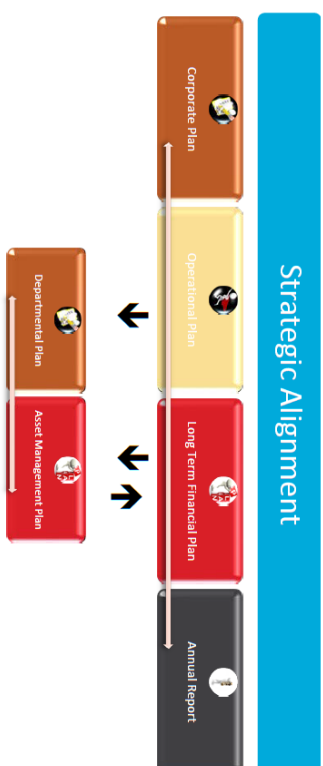 Strategic Alignment
Corporate Plan
Operational Plan
Long Term Financial Plan
Annual Report
Departmental Plan
Asset Management Plan